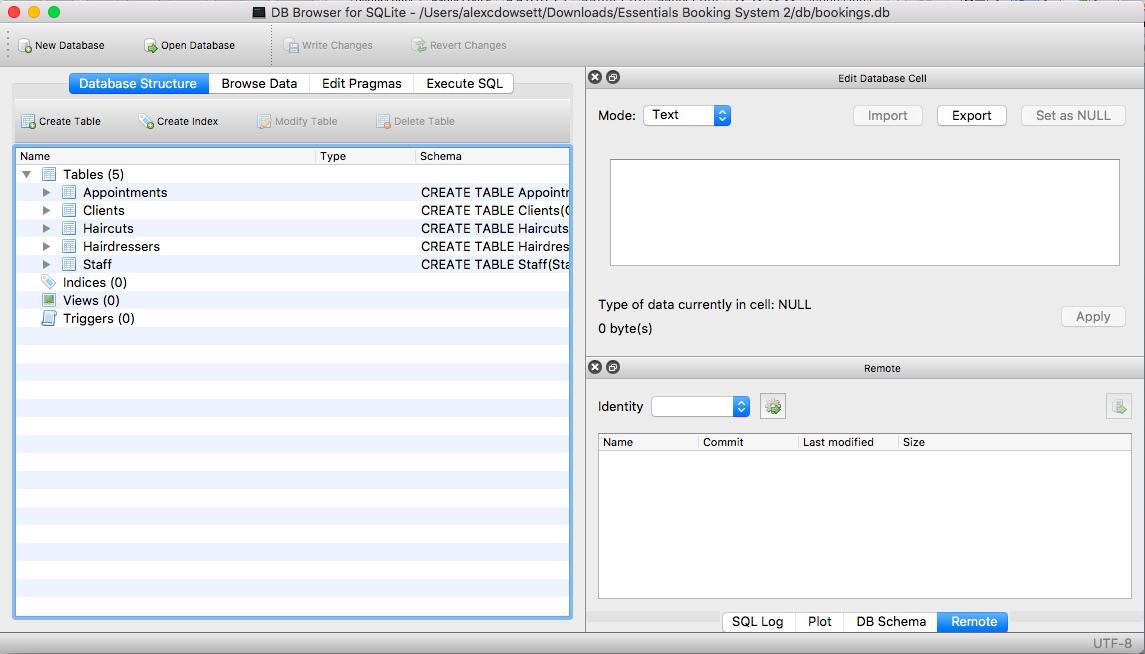 DB Browser for SQLite - /Users/alexcdowsett/Downloads/Essentials Booking System 2/db/bookings.db
New Database Open Database Write Changes Revert Changes
Database Structure Browse Data Edit Pragmas Execute SQL
Create Table Create Index Modify Table Delete Table
Name Type Schema
Tables (5)
Appointments CREATE TABLE Appointm
Clients CREATE TABLE Clients(C
Haircuts CREATE TABLE Haircuts
Hairdressers CREATE TABLE Hairdres
Staff CREATE TABLE Staff(Sta
Indices (0)
Views (0)
Triggers (0)
Edit Database Cell
Mode: Text Import Export Set as NULL
Type of data currently in cell: NULL
0 byte(s)
Apply
Remote
Identity
Name Commit Last modified Size
SQL Log Plot DB Schema Remote
UTF-8